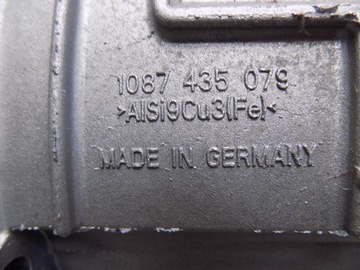 1087 435 079
>AlSi9Cu3(Fe)<
MADE IN GERMANY